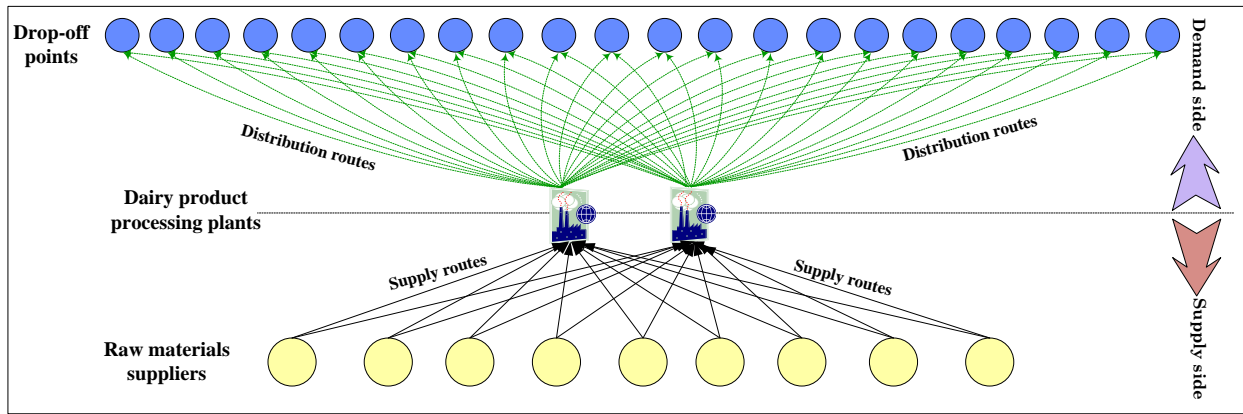 Drop-off
points
Demand side
Distribution routes
Distribution routes
Dairy product
processing plants
Supply routes
Supply routes
Raw materials
suppliers
Supply side